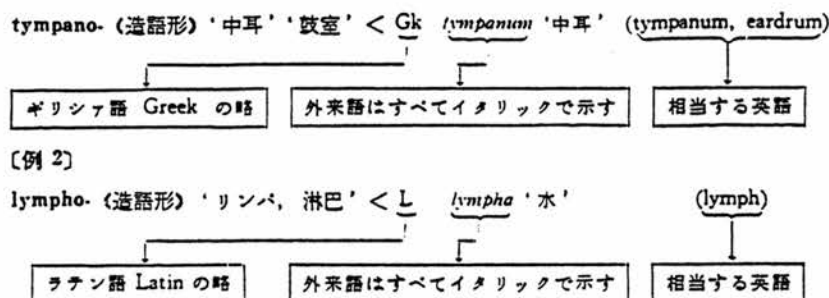 tympano- (造語形) '中耳' '鼓室' < Gk tympanum '中耳' (tympanum, eardrum)
ギリシァ語 Greek の略 外来語はすべてイタリックで示す 相当する英語
〔例 2〕
lympho- (造語形) 'リンパ, 淋巴' < L lympha '水' (lymph)
ラテン語 Latin の略 外来語はすべてイタリックで示す 相当する英語